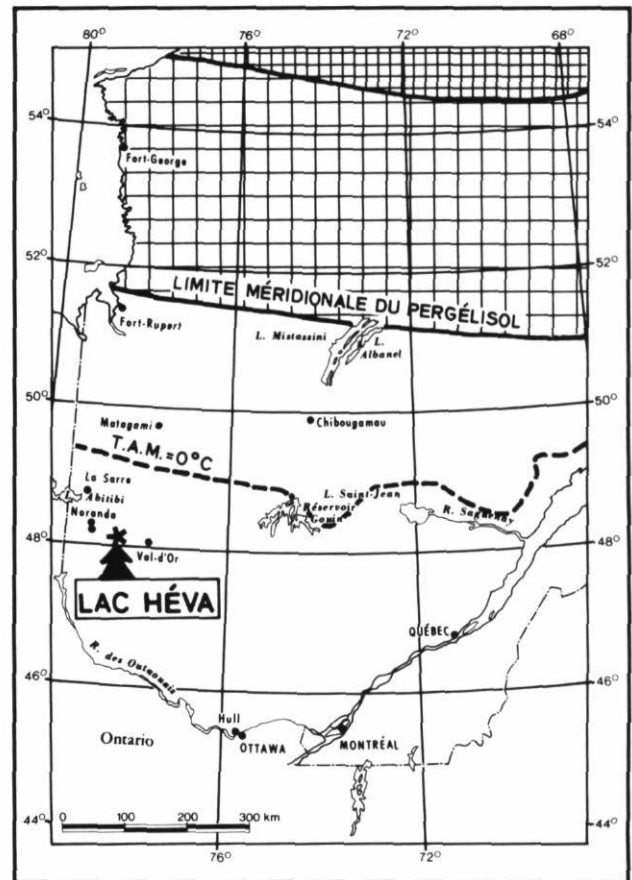 80° 76° 72° 68°
54° 54°
Fort-George
52° 52°
LIMITE MÉRIDIONALE DU PERGÉLISOL
Fort-Rupert
L. Mistassini
L. Albanel
50° 50°
Matagami
Chibougamau
T.A.M.=0°C
La Sarre
L. Abitibi
L. Saint-Jean
Réservoir Gouin
R. Saguenay
Noranda
48° 48°
Val-d'Or
LAC HÉVA
QUÉBEC
46° 46°
R. des Outaouais
Hull
Ontario
OTTAWA
MONTRÉAL
44° 44°
0 100 200 300 km
76° 72°